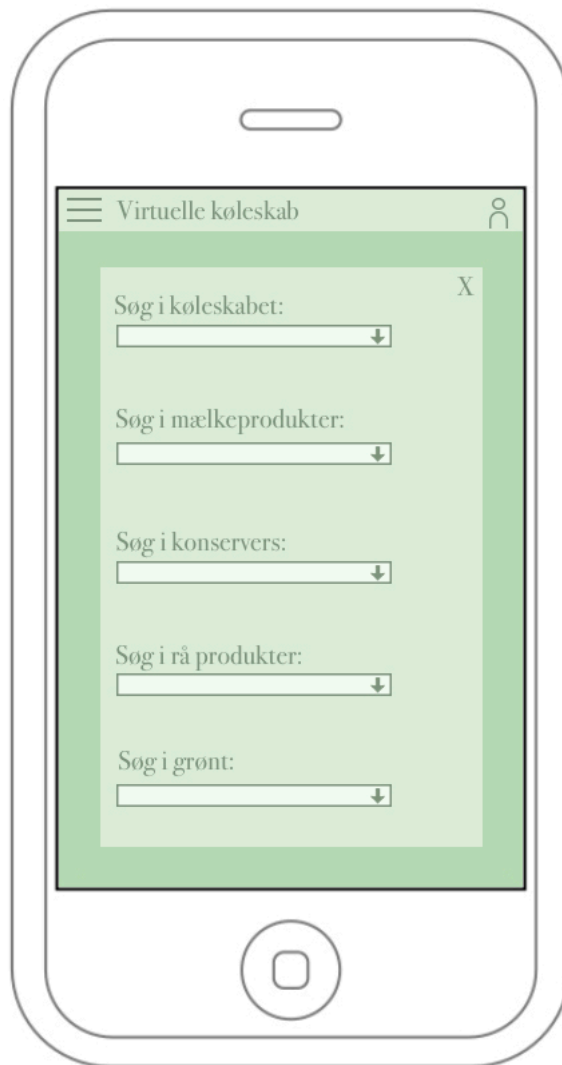 Virtuelle køleskab
X
Søg i køleskabet:
Søg i mælkeprodukter:
Søg i konservers:
Søg i rå produkter:
Søg i grønt: